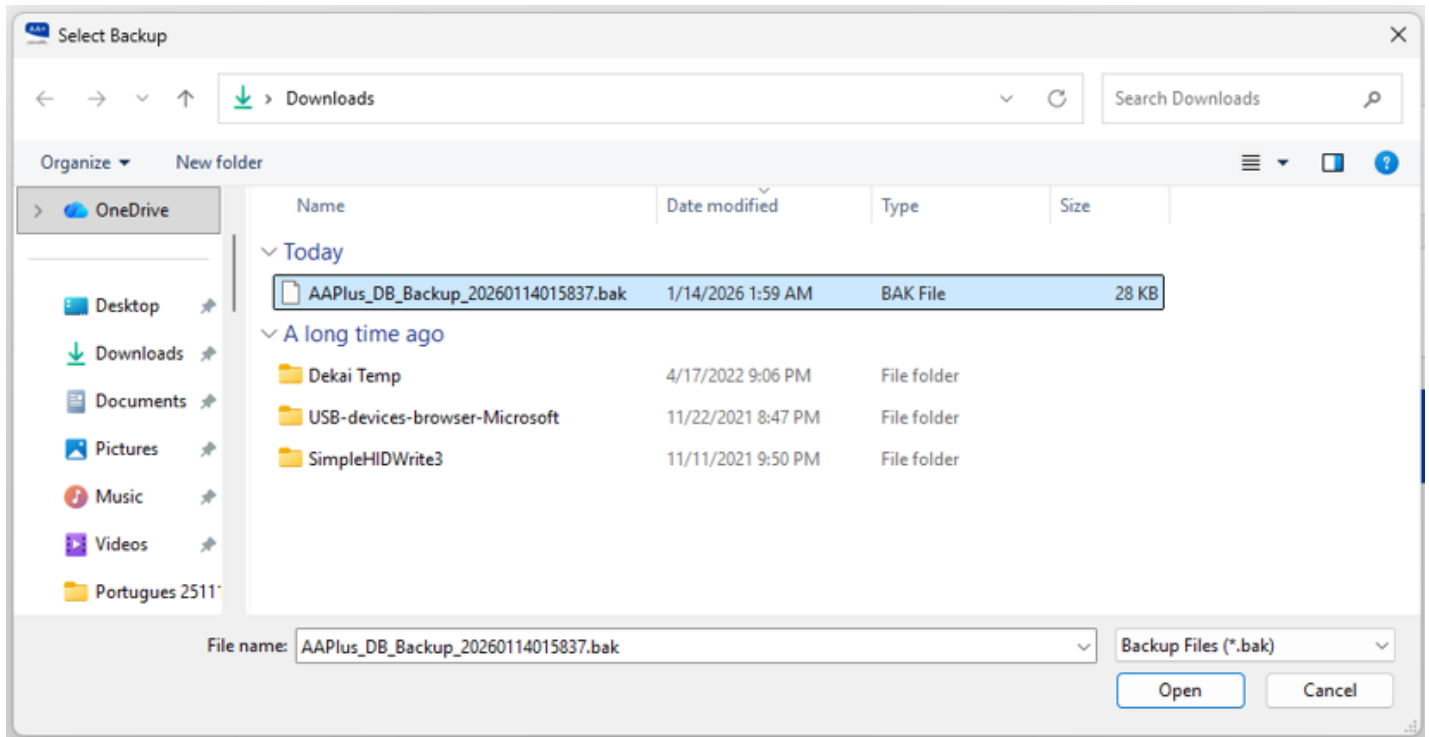 Select Backup
Downloads
Search Downloads
Organize
New folder
OneDrive
Name
Date modified
Type
Size
Today
AAPlus_DB_Backup_20260114015837.bak 1/14/2026 1:59 AM BAK File 28 KB
A long time ago
Desktop
Dekai Temp 4/17/2022 9:06 PM File folder
Downloads
USB-devices-browser-Microsoft 11/22/2021 8:47 PM File folder
Documents
Pictures
SimpleHIDWrite3 11/11/2021 9:50 PM File folder
Music
Videos
Portugues 2511
File name: AAPlus_DB_Backup_20260114015837.bak
Backup Files (*.bak)
Open
Cancel